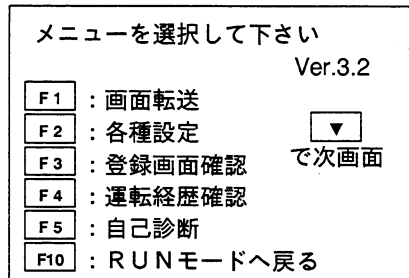 メニューを選択して下さい
Ver.3.2
F1 : 画面転送
F2 : 各種設定 ▼
F3 : 登録画面確認 で次画面
F4 : 運転経歴確認
F5 : 自己診断
F10 : RUNモードへ戻る